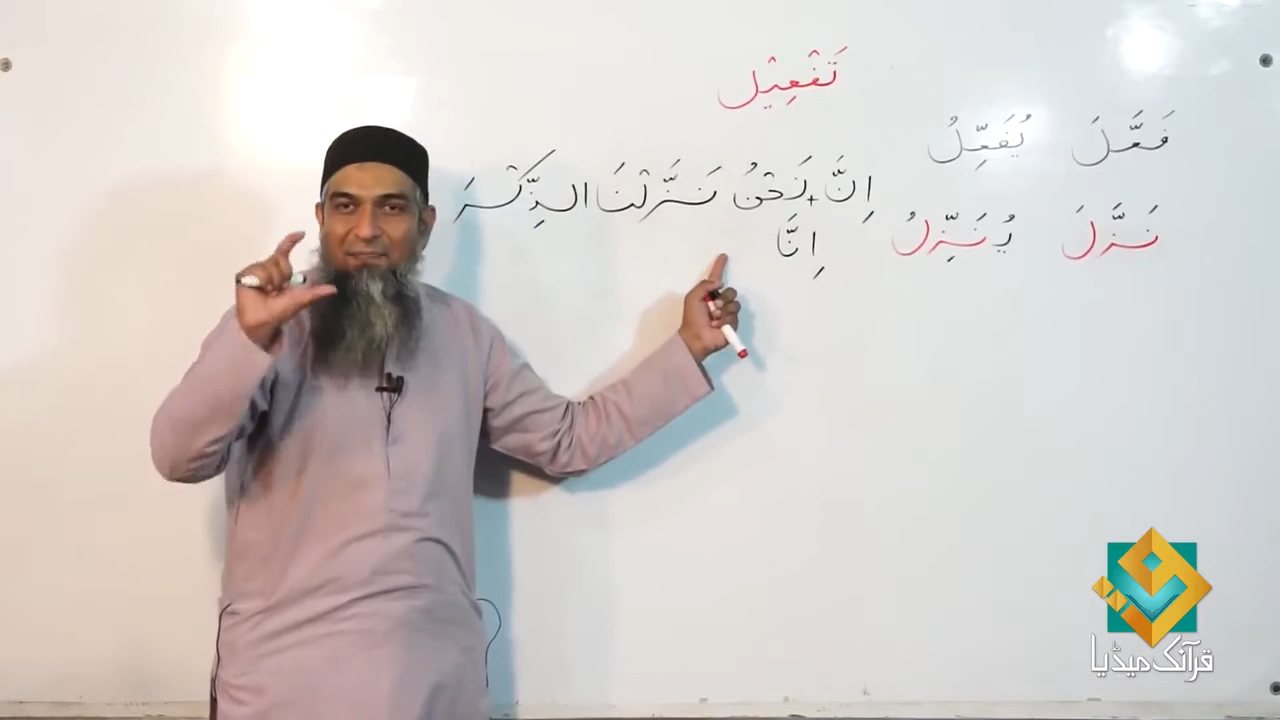 تَفْعِيْل
فَعَّلَ يُفَعِّلُ
اِنَّ + نَحْنُ نَزَّلْنَا الذِّكْرَ
نَزَّلَ يُنَزِّلُ اِنَّا
قرآنک میڈیا